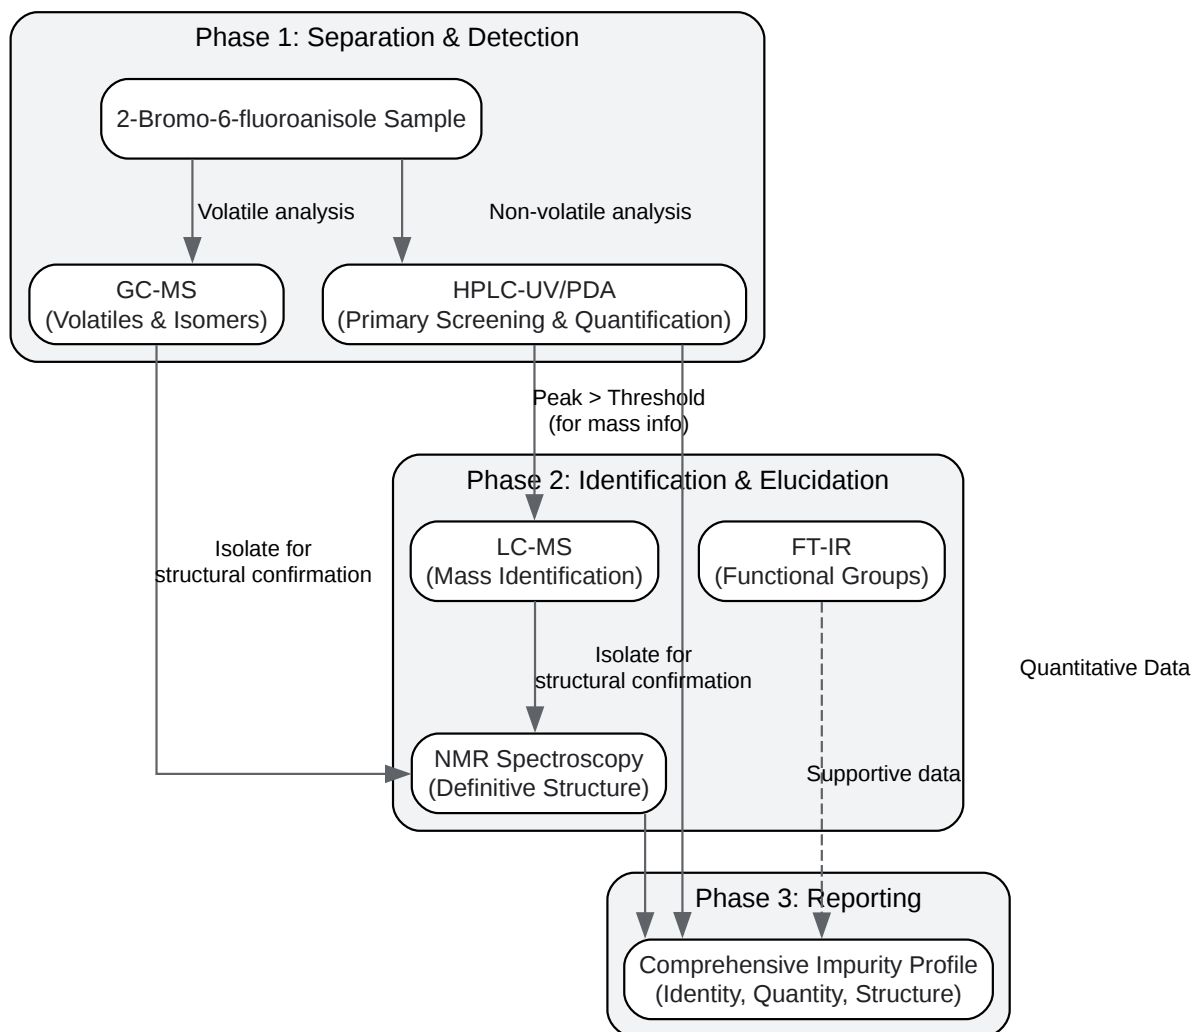 Phase 1: Separation & Detection
2-Bromo-6-fluoroanisole Sample
Volatile analysis
Non-volatile analysis
GC-MS
(Volatiles & Isomers)
HPLC-UV/PDA
(Primary Screening & Quantification)
Peak > Threshold
(for mass info)
Phase 2: Identification & Elucidation
Isolate for
structural confirmation
LC-MS
(Mass Identification)
FT-IR
(Functional Groups)
Isolate for
structural confirmation
Quantitative Data
NMR Spectroscopy
(Definitive Structure)
Supportive data
Phase 3: Reporting
Comprehensive Impurity Profile
(Identity, Quantity, Structure)